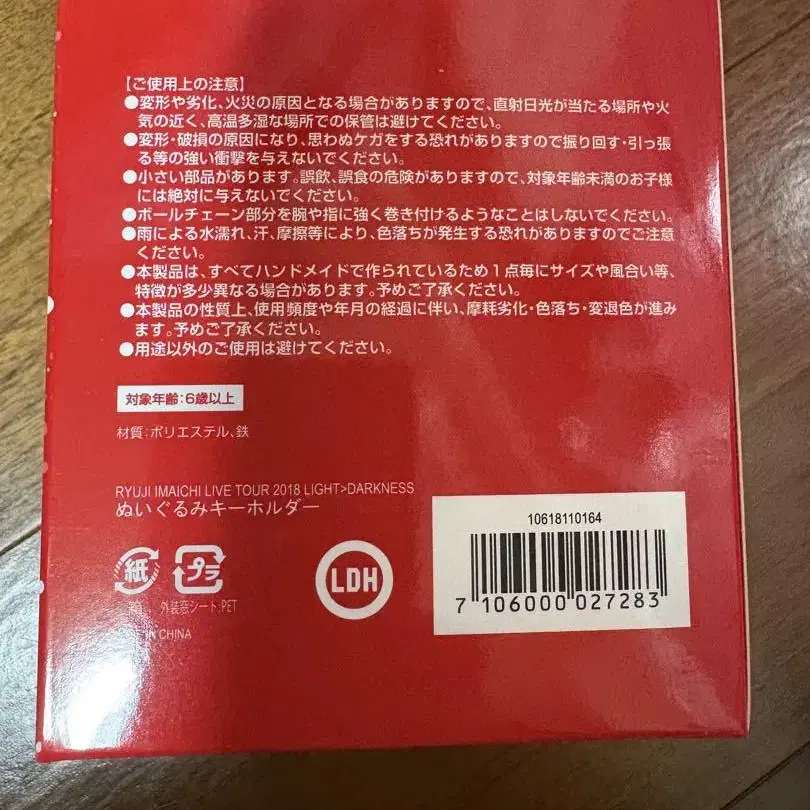 【ご使用上の注意】
●変形や劣化、火災の原因となる場合がありますので、直射日光が当たる場所や火
気の近く、高温多湿な場所での保管は避けてください。
●変形・破損の原因になり、思わぬケガをする恐れがありますので振り回す・引っ張
る等の強い衝撃を与えないでください。
●小さい部品があります。誤飲、誤食の危険がありますので、対象年齢未満のお子様
には絶対に与えないでください。
●ボールチェーン部分を腕や指に強く巻き付けるようなことはしないでください。
●雨による水濡れ、汗、摩擦等により、色落ちが発生する恐れがありますのでご注意
ください。
●本製品は、すべてハンドメイドで作られているため1点毎にサイズや風合い等、
特徴が多少異なる場合があります。予めご了承ください。
●本製品の性質上、使用頻度や年月の経過に伴い、摩耗劣化・色落ち・変退色が進み
ます。予めご了承ください。
●用途以外のご使用は避けてください。
対象年齢:6歳以上
材質:ポリエステル、鉄
RYUJI IMAICHI LIVE TOUR 2018 LIGHT>DARKNESS
ぬいぐるみキーホルダー
紙
プラ
外装窓シート:PET
IN CHINA
LDH
10618110164
7 106000 027283